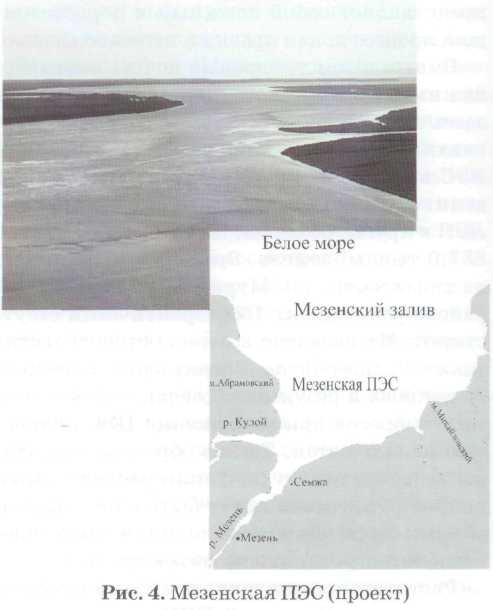 Белое море
Мезенский залив
м.Абрамовский
Мезенская ПЭС
м.Михайловский
р. Кулой
Семжа
р. Мезень
Мезень
Рис. 4. Мезенская ПЭС (проект)